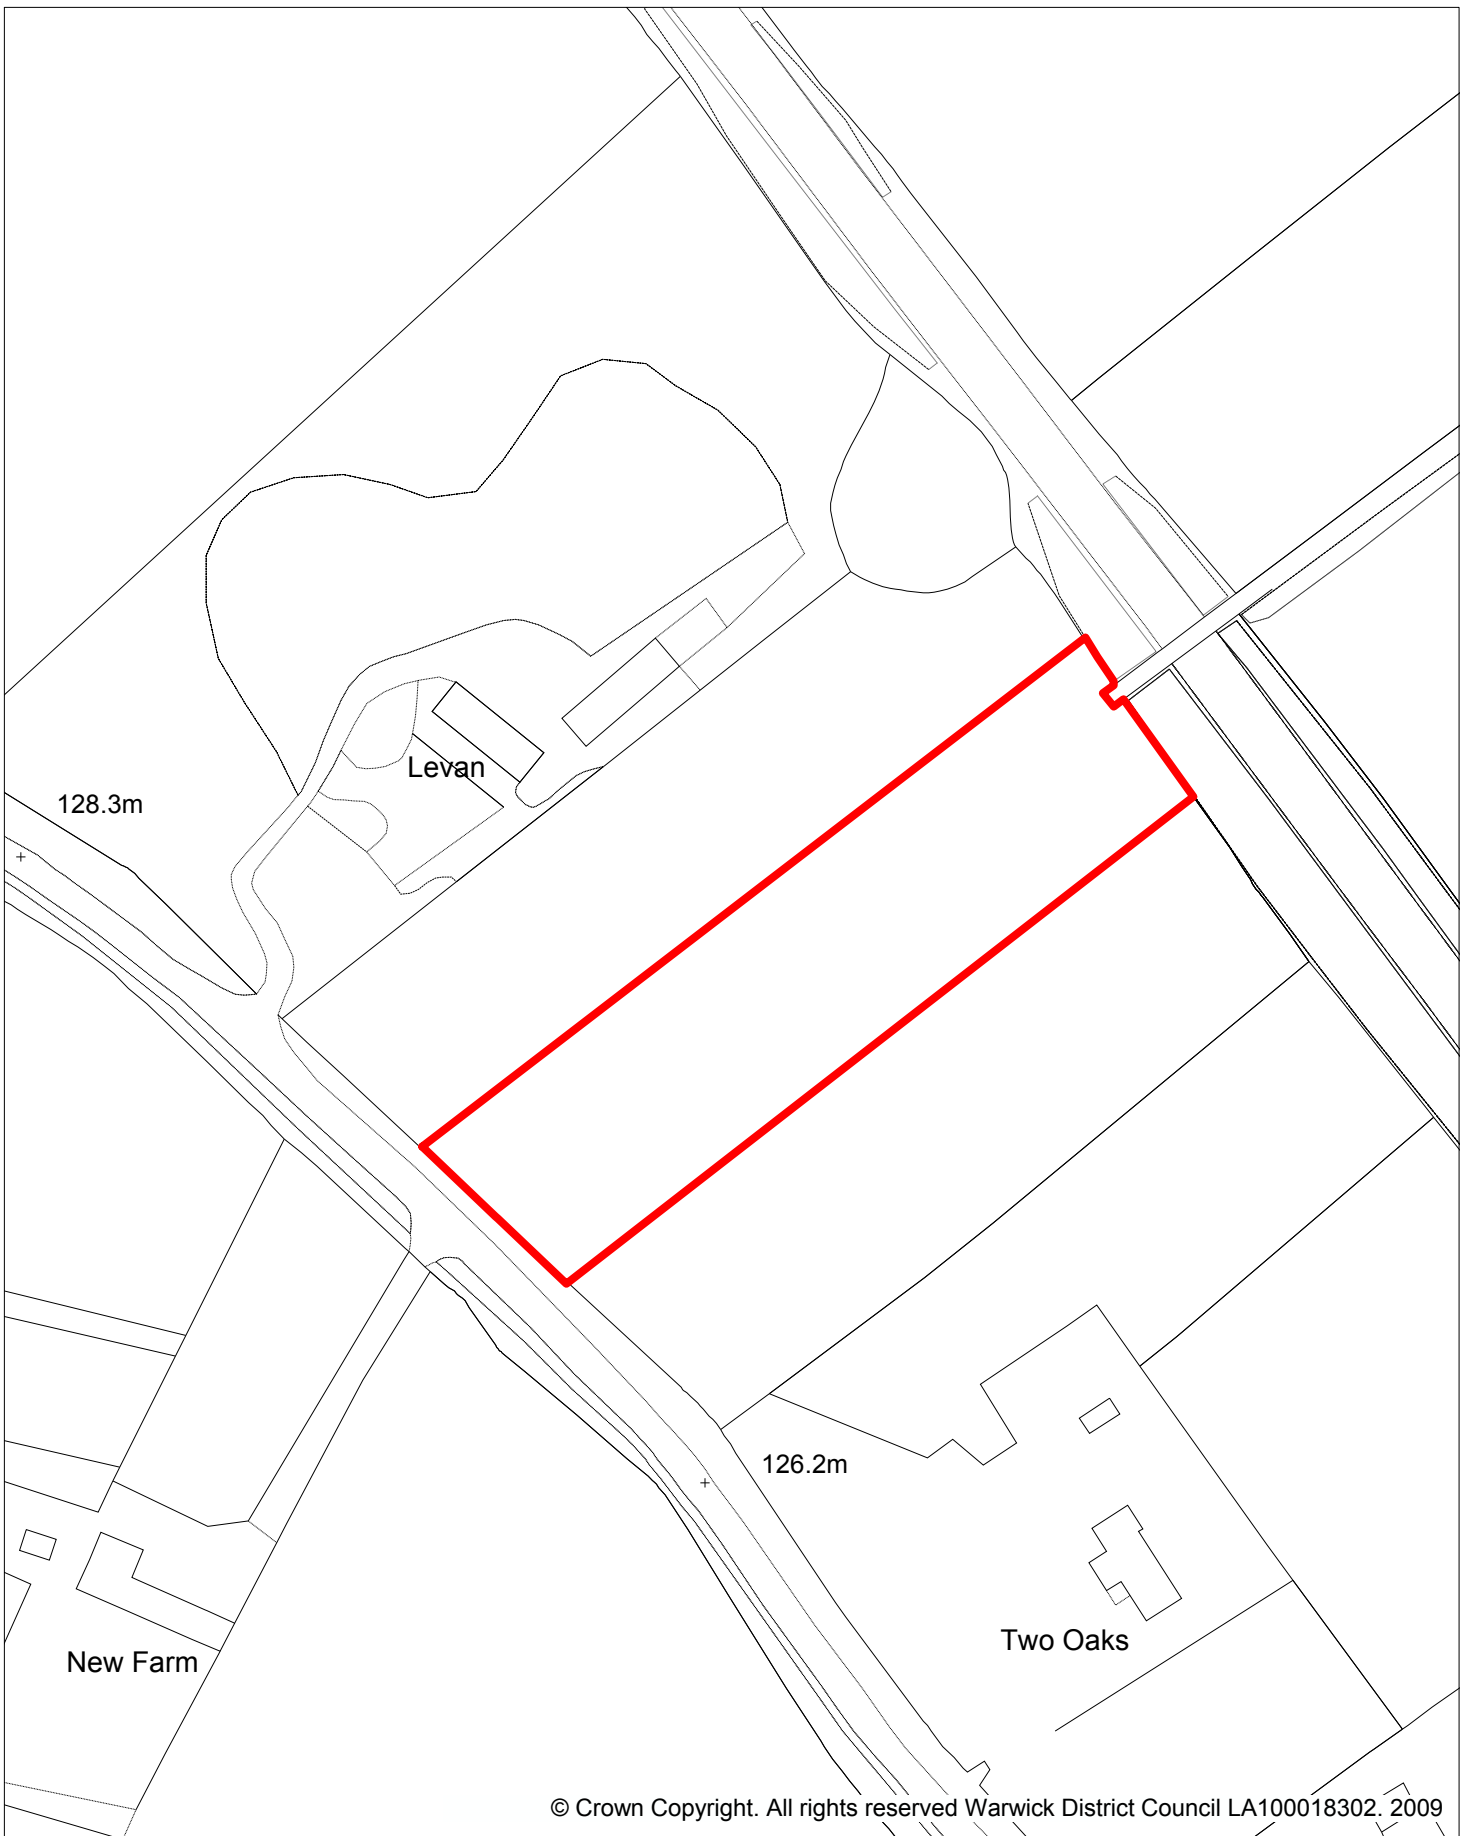 Levan
128.3m
126.2m
Two Oaks
New Farm
© Crown Copyright. All rights reserved Warwick District Council LA100018302. 2009